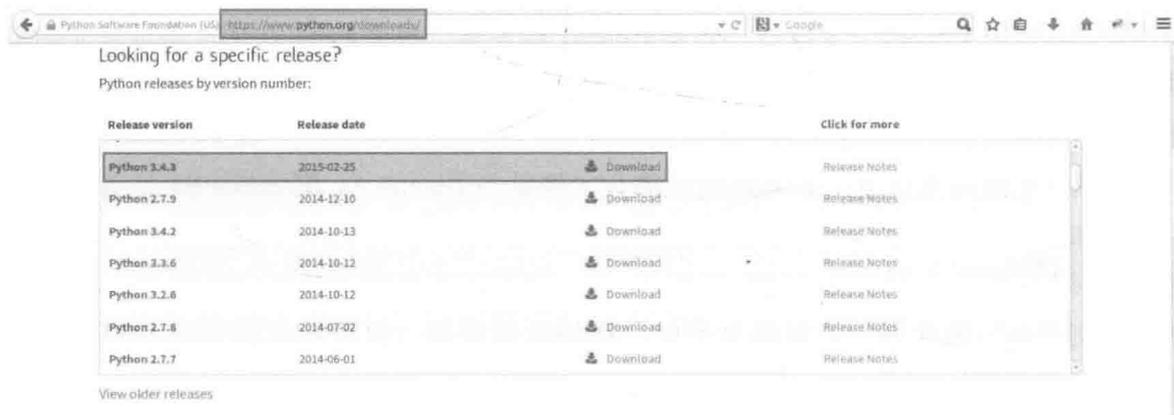 Python Software Foundation (US) https://www.python.org/downloads/ Google
Looking for a specific release?
Python releases by version number:
Release version Release date Click for more
Python 3.4.3 2015-02-25 Download Release Notes
Python 2.7.9 2014-12-10 Download Release Notes
Python 3.4.2 2014-10-13 Download Release Notes
Python 3.3.6 2014-10-12 Download Release Notes
Python 3.2.6 2014-10-12 Download Release Notes
Python 2.7.8 2014-07-02 Download Release Notes
Python 2.7.7 2014-06-01 Download Release Notes
View older releases